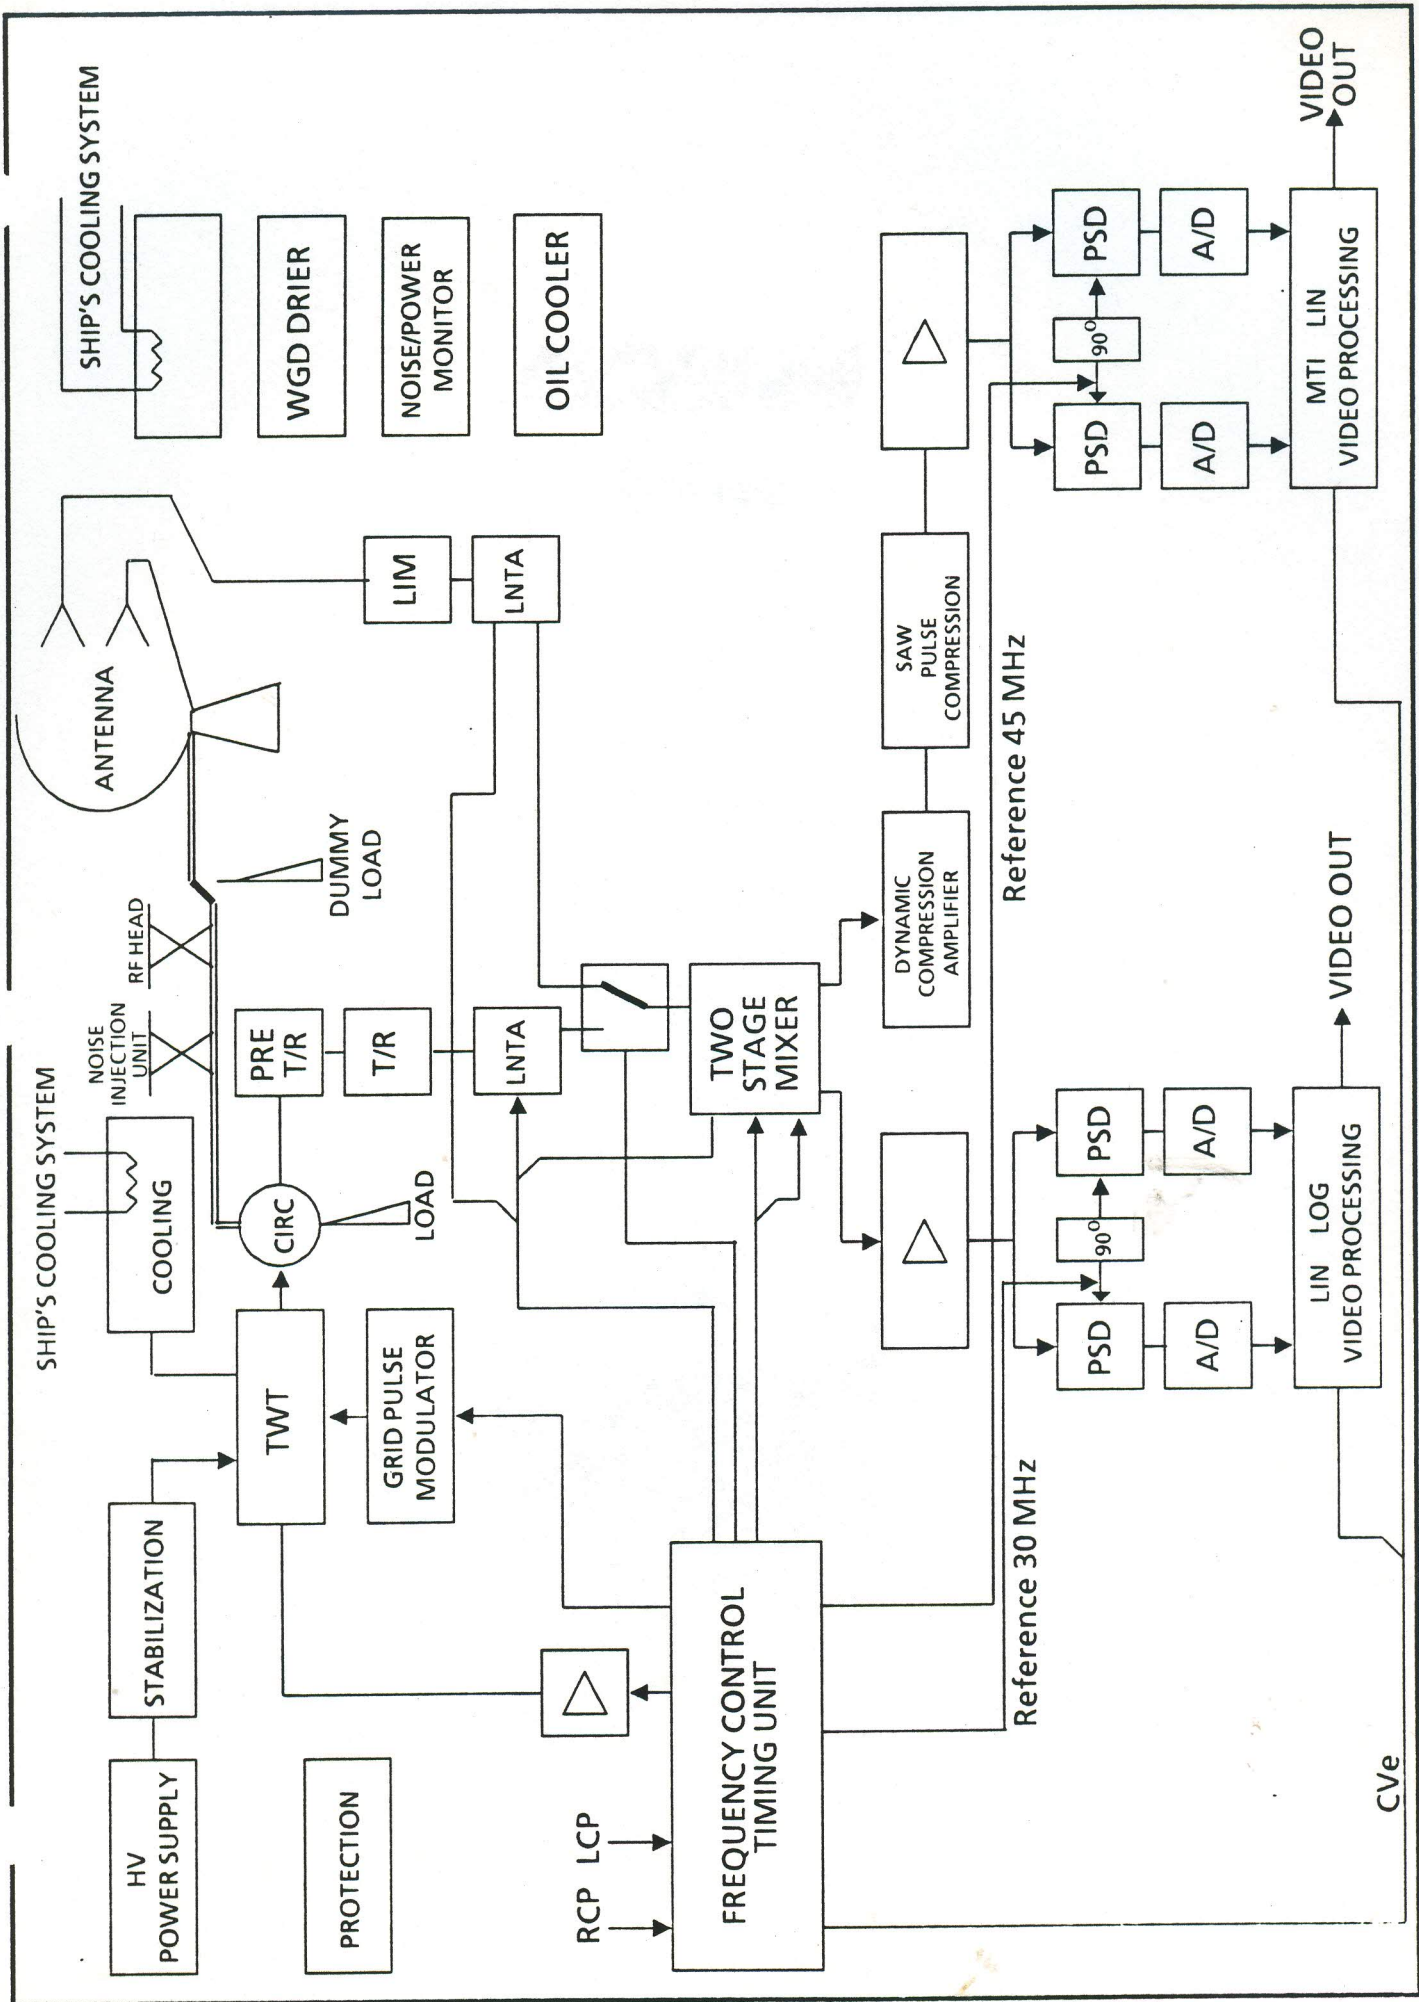 SHIP'S COOLING SYSTEM
SHIP'S COOLING SYSTEM
HV
POWER SUPPLY
STABILIZATION
COOLING
NOISE
INJECTION
UNIT
RF HEAD
ANTENNA
WGD DRIER
NOISE/POWER
MONITOR
OIL COOLER
PROTECTION
TWT
CIRC
PRE
T/R
T/R
DUMMY
LOAD
LOAD
GRID PULSE
MODULATOR
LIM
LNTA
LNTA
RCP
LCP
FREQUENCY CONTROL
TIMING UNIT
TWO
STAGE
MIXER
DYNAMIC
COMPRESSION
AMPLIFIER
SAW
PULSE
COMPRESSION
Reference 45 MHz
Reference 30 MHz
PSD
90°
PSD
A/D
A/D
LIN LOG
VIDEO PROCESSING
VIDEO OUT
PSD
90°
PSD
A/D
A/D
MTI LIN
VIDEO PROCESSING
VIDEO
OUT
CVe